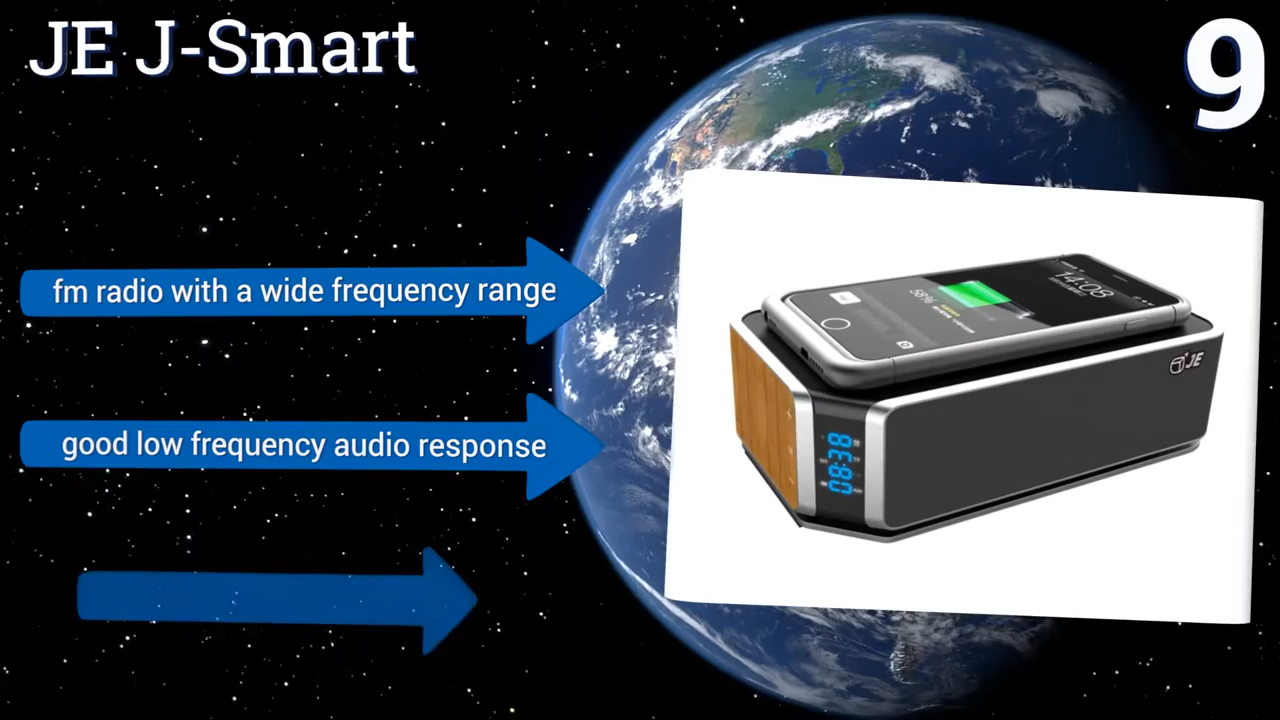 JE J-Smart
9
fm radio with a wide frequency range
good low frequency audio response
14:08
58%
JE
08:38